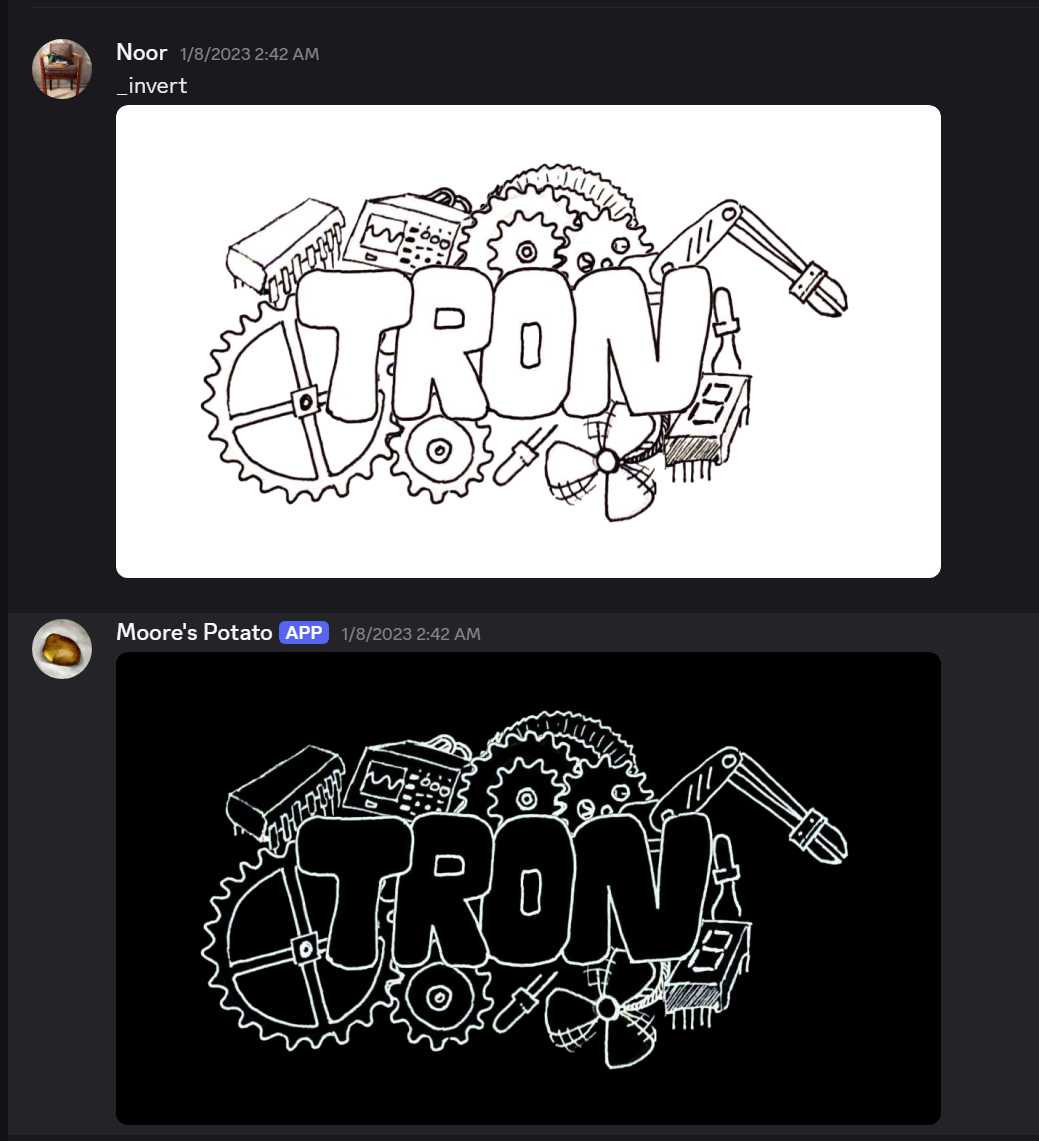 Noor 1/8/2023 2:42 AM
_invert
TRON
Moore's Potato APP 1/8/2023 2:42 AM
TRON